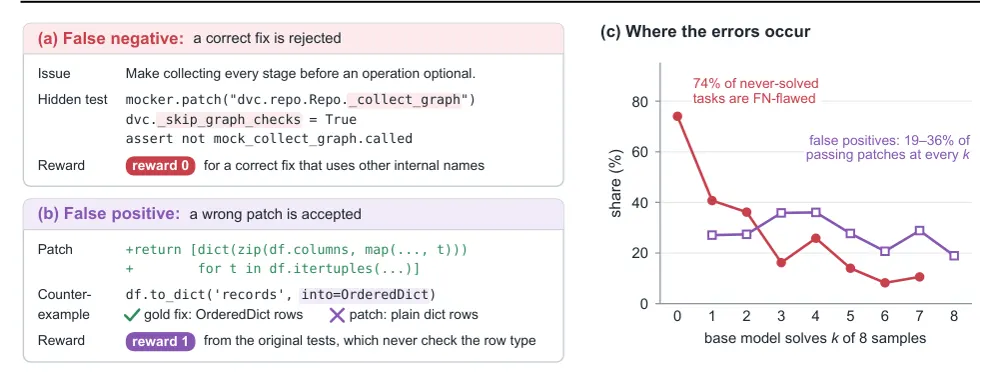 (a) False negative: a correct fix is rejected
Issue Make collecting every stage before an operation optional.
Hidden test mocker.patch("dvc.repo.Repo._collect_graph")
dvc._skip_graph_checks = True
assert not mock_collect_graph.called
Reward reward 0 for a correct fix that uses other internal names
(b) False positive: a wrong patch is accepted
Patch +return [dict(zip(df.columns, map(..., t)))
+ for t in df.itertuples(...)]
Counter- df.to_dict('records', into=OrderedDict)
example gold fix: OrderedDict rows patch: plain dict rows
Reward reward 1 from the original tests, which never check the row type
(c) Where the errors occur
74% of never-solved
tasks are FN-flawed
false positives: 19–36% of
passing patches at every k
share (%)
80
60
40
20
0
0 1 2 3 4 5 6 7 8
base model solves k of 8 samples